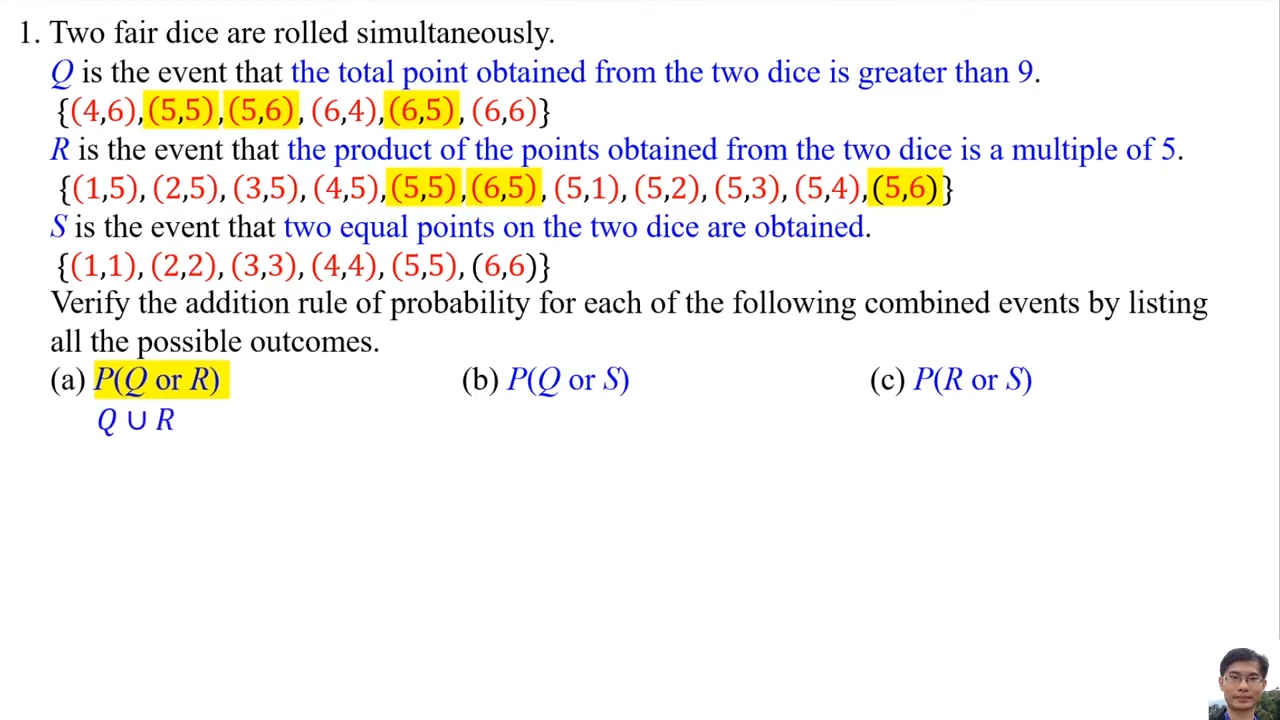 1. Two fair dice are rolled simultaneously.
Q is the event that the total point obtained from the two dice is greater than 9.
{(4,6),(5,5),(5,6),(6,4),(6,5),(6,6)}
R is the event that the product of the points obtained from the two dice is a multiple of 5.
{(1,5),(2,5),(3,5),(4,5),(5,5),(6,5),(5,1),(5,2),(5,3),(5,4),(5,6)}
S is the event that two equal points on the two dice are obtained.
{(1,1),(2,2),(3,3),(4,4),(5,5),(6,6)}
Verify the addition rule of probability for each of the following combined events by listing
all the possible outcomes.
(a) P(Q or R) (b) P(Q or S) (c) P(R or S)
Q ∪ R